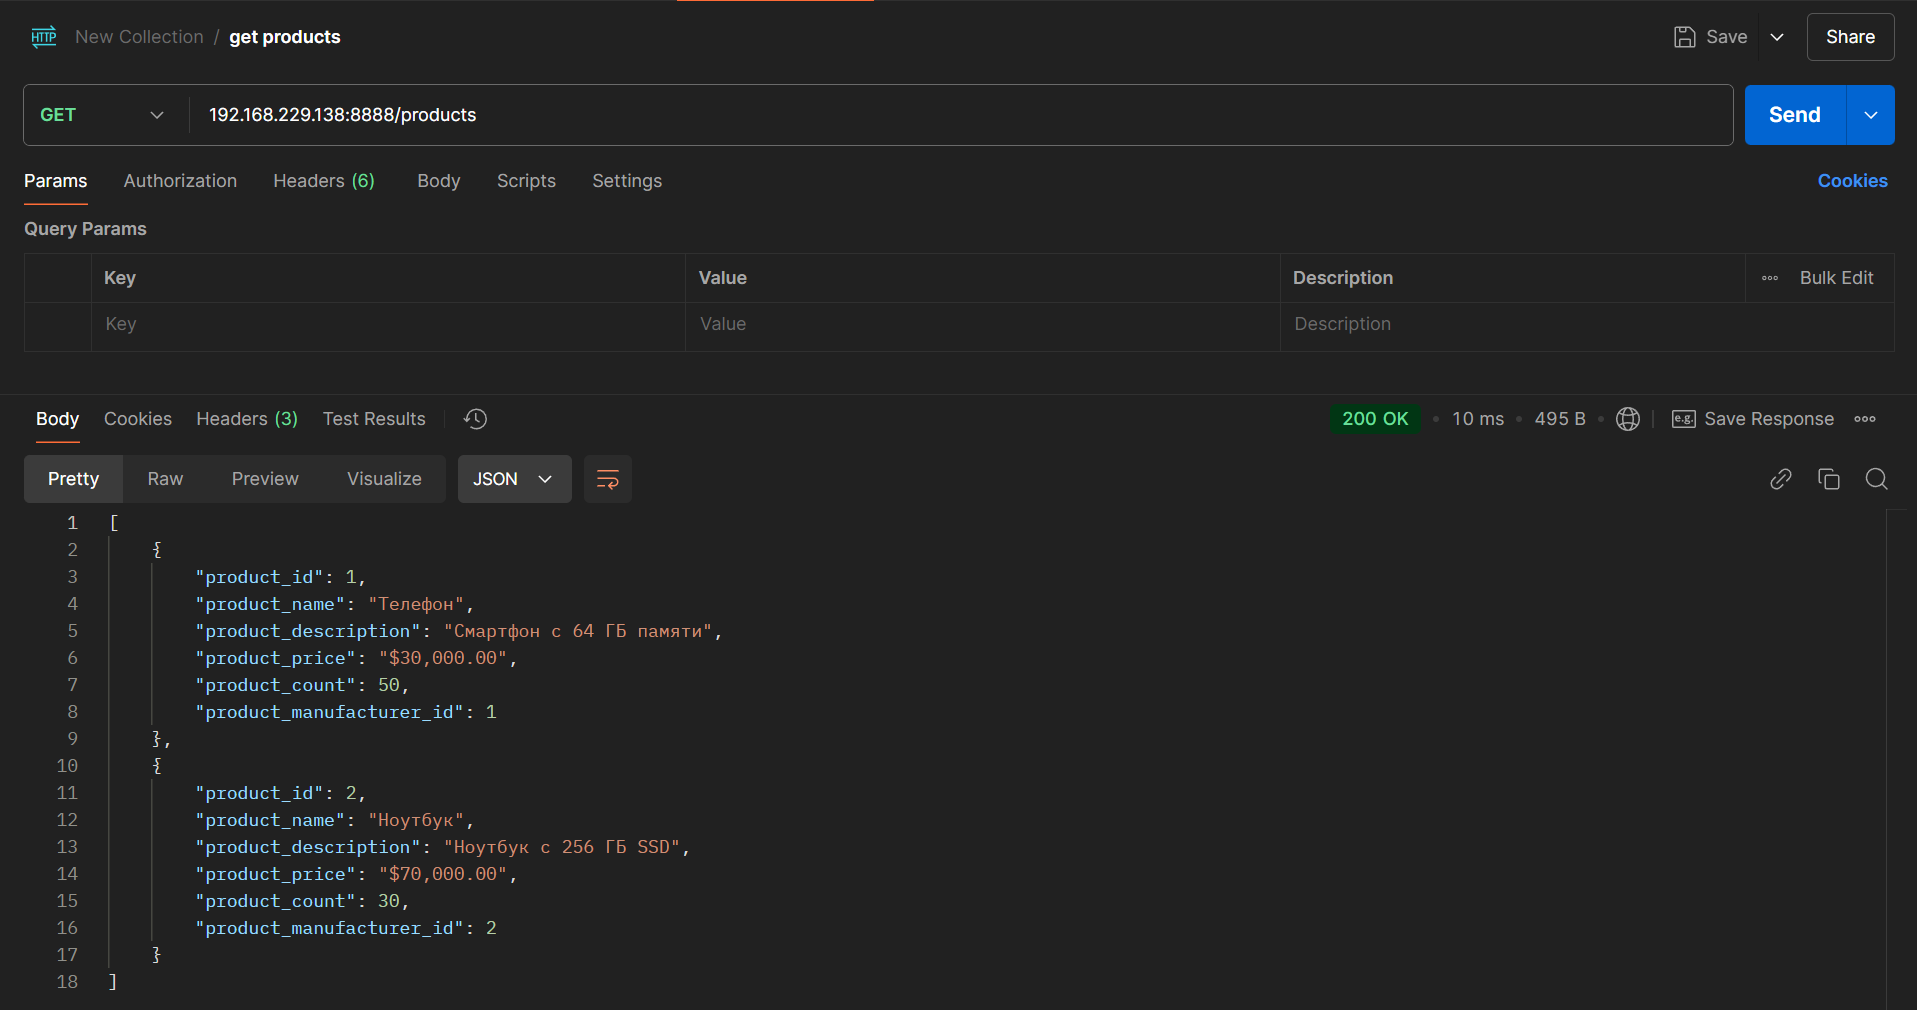 HTTP New Collection / get products Save Share
GET 192.168.229.138:8888/products Send
Params Authorization Headers (6) Body Scripts Settings Cookies
Query Params
Key Value Description Bulk Edit
Key Value Description
Body Cookies Headers (3) Test Results 200 OK • 10 ms • 495 B • e.g. Save Response
Pretty Raw Preview Visualize JSON
1 [
2 {
3 "product_id": 1,
4 "product_name": "Телефон",
5 "product_description": "Смартфон с 64 ГБ памяти",
6 "product_price": "$30,000.00",
7 "product_count": 50,
8 "product_manufacturer_id": 1
9 },
10 {
11 "product_id": 2,
12 "product_name": "Ноутбук",
13 "product_description": "Ноутбук с 256 ГБ SSD",
14 "product_price": "$70,000.00",
15 "product_count": 30,
16 "product_manufacturer_id": 2
17 }
18 ]